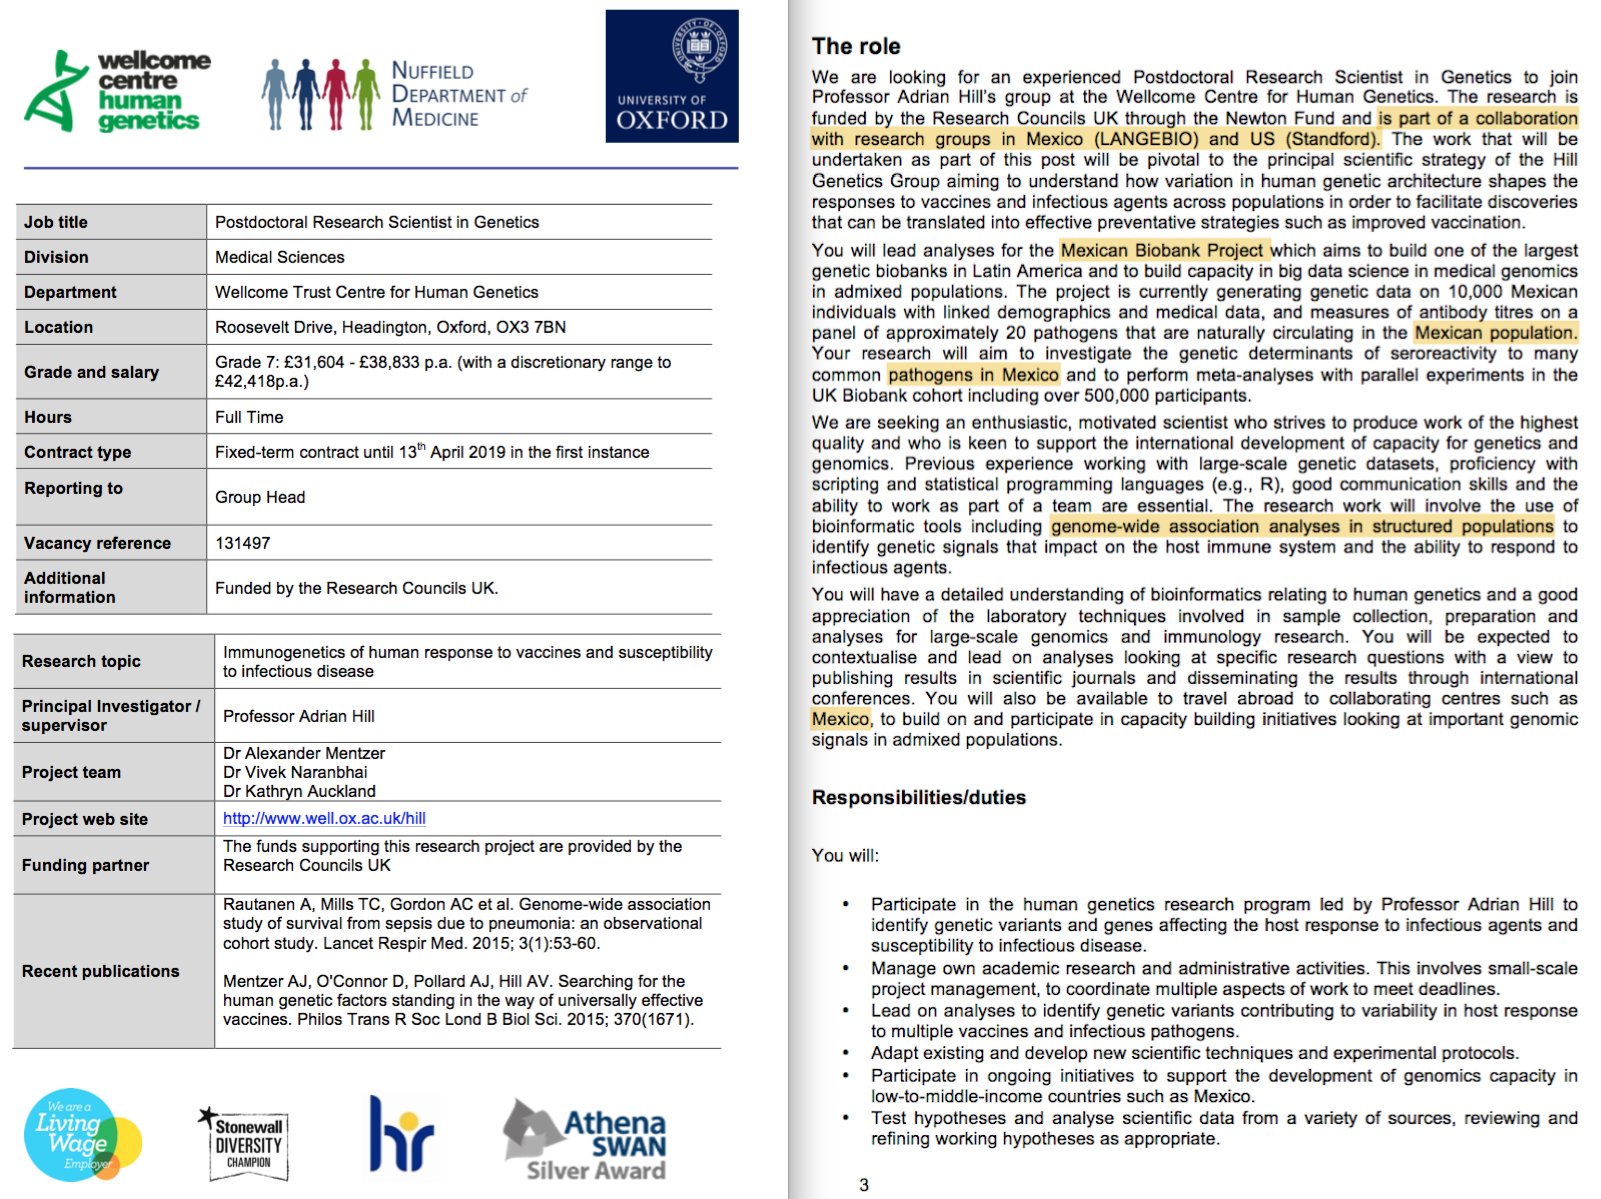 wellcome
centre
human
genetics
NUFFIELD
DEPARTMENT of
MEDICINE
UNIVERSITY OF OXFORD
UNIVERSITY OF
OXFORD
Job title
Postdoctoral Research Scientist in Genetics
Division
Medical Sciences
Department
Wellcome Trust Centre for Human Genetics
Location
Roosevelt Drive, Headington, Oxford, OX3 7BN
Grade and salary
Grade 7: £31,604 - £38,833 p.a. (with a discretionary range to
£42,418p.a.)
Hours
Full Time
Contract type
Fixed-term contract until 13th April 2019 in the first instance
Reporting to
Group Head
Vacancy reference
131497
Additional
information
Funded by the Research Councils UK.
Research topic
Immunogenetics of human response to vaccines and susceptibility
to infectious disease
Principal Investigator /
supervisor
Professor Adrian Hill
Project team
Dr Alexander Mentzer
Dr Vivek Naranbhai
Dr Kathryn Auckland
Project web site
http://www.well.ox.ac.uk/hill
Funding partner
The funds supporting this research project are provided by the
Research Councils UK
Recent publications
Rautanen A, Mills TC, Gordon AC et al. Genome-wide association
study of survival from sepsis due to pneumonia: an observational
cohort study. Lancet Respir Med. 2015; 3(1):53-60.
Mentzer AJ, O'Connor D, Pollard AJ, Hill AV. Searching for the
human genetic factors standing in the way of universally effective
vaccines. Philos Trans R Soc Lond B Biol Sci. 2015; 370(1671).
We are a
Living
Wage
Employer
Stonewall
DIVERSITY
CHAMPION
hr
Athena
SWAN
Silver Award
The role
We are looking for an experienced Postdoctoral Research Scientist in Genetics to join
Professor Adrian Hill's group at the Wellcome Centre for Human Genetics. The research is
funded by the Research Councils UK through the Newton Fund and is part of a collaboration
with research groups in Mexico (LANGEBIO) and US (Standford). The work that will be
undertaken as part of this post will be pivotal to the principal scientific strategy of the Hill
Genetics Group aiming to understand how variation in human genetic architecture shapes the
responses to vaccines and infectious agents across populations in order to facilitate discoveries
that can be translated into effective preventative strategies such as improved vaccination.
You will lead analyses for the Mexican Biobank Project which aims to build one of the largest
genetic biobanks in Latin America and to build capacity in big data science in medical genomics
in admixed populations. The project is currently generating genetic data on 10,000 Mexican
individuals with linked demographics and medical data, and measures of antibody titres on a
panel of approximately 20 pathogens that are naturally circulating in the Mexican population.
Your research will aim to investigate the genetic determinants of seroreactivity to many
common pathogens in Mexico and to perform meta-analyses with parallel experiments in the
UK Biobank cohort including over 500,000 participants.
We are seeking an enthusiastic, motivated scientist who strives to produce work of the highest
quality and who is keen to support the international development of capacity for genetics and
genomics. Previous experience working with large-scale genetic datasets, proficiency with
scripting and statistical programming languages (e.g., R), good communication skills and the
ability to work as part of a team are essential. The research work will involve the use of
bioinformatic tools including genome-wide association analyses in structured populations to
identify genetic signals that impact on the host immune system and the ability to respond to
infectious agents.
You will have a detailed understanding of bioinformatics relating to human genetics and a good
appreciation of the laboratory techniques involved in sample collection, preparation and
analyses for large-scale genomics and immunology research. You will be expected to
contextualise and lead on analyses looking at specific research questions with a view to
publishing results in scientific journals and disseminating the results through international
conferences. You will also be available to travel abroad to collaborating centres such as
Mexico, to build on and participate in capacity building initiatives looking at important genomic
signals in admixed populations.
Responsibilities/duties
You will:
• Participate in the human genetics research program led by Professor Adrian Hill to
identify genetic variants and genes affecting the host response to infectious agents and
susceptibility to infectious disease.
• Manage own academic research and administrative activities. This involves small-scale
project management, to coordinate multiple aspects of work to meet deadlines.
• Lead on analyses to identify genetic variants contributing to variability in host response
to multiple vaccines and infectious pathogens.
• Adapt existing and develop new scientific techniques and experimental protocols.
• Participate in ongoing initiatives to support the development of genomics capacity in
low-to-middle-income countries such as Mexico.
• Test hypotheses and analyse scientific data from a variety of sources, reviewing and
refining working hypotheses as appropriate.
3